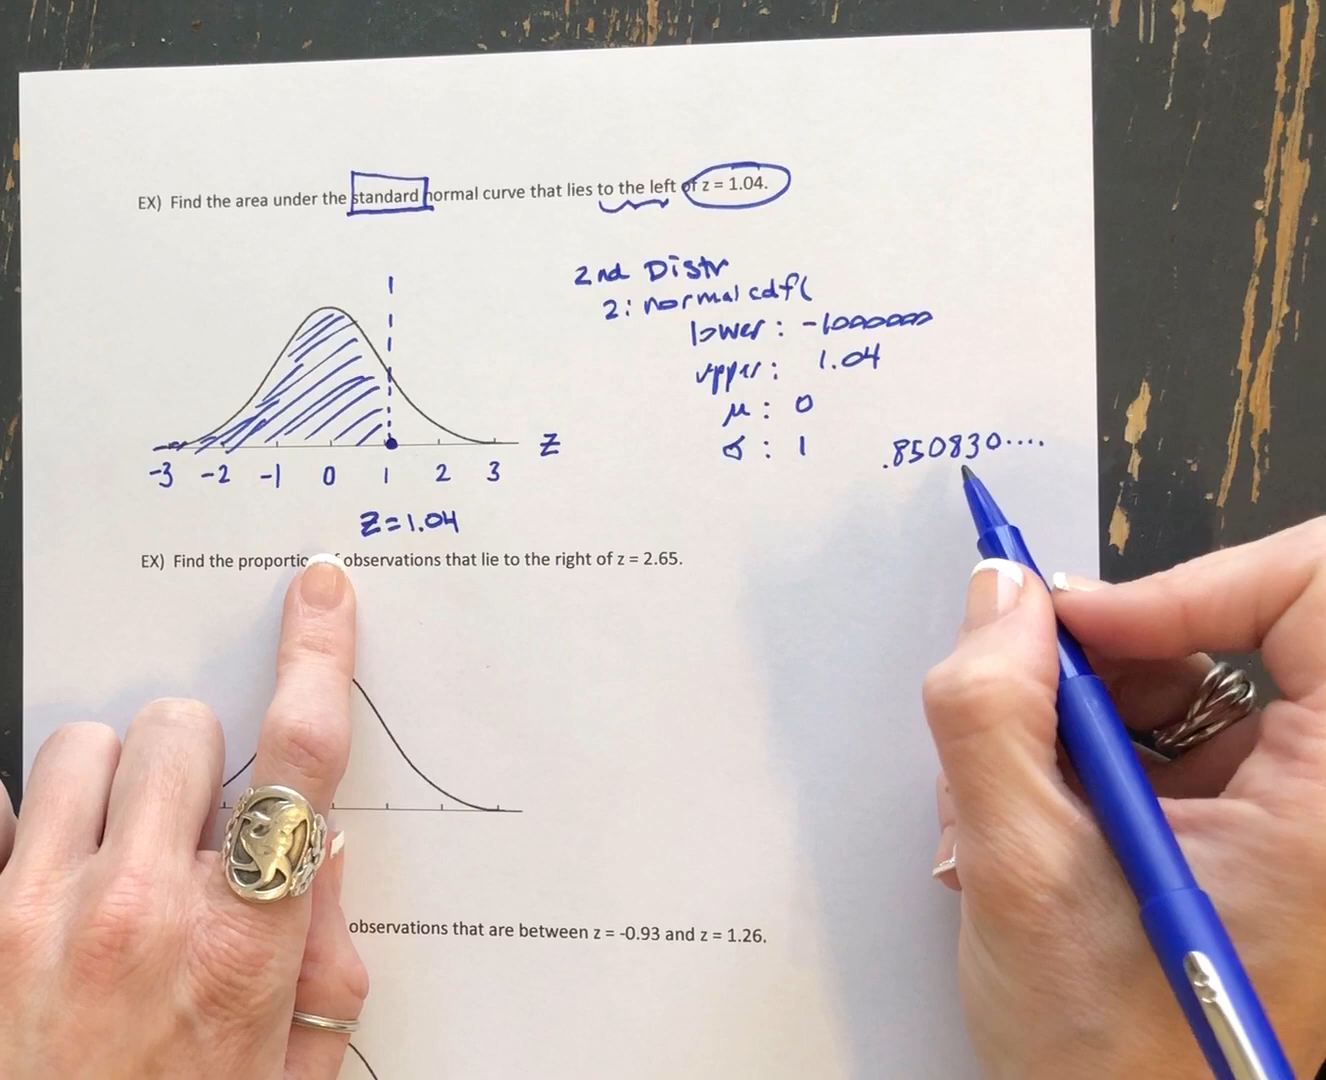 EX) Find the area under the standard normal curve that lies to the left of z = 1.04.
2nd Distr
2: normalcdf(
lower: -1000000
upper: 1.04
μ: 0
σ: 1
.850830....
z
-3 -2 -1 0 1 2 3
z=1.04
EX) Find the observations that lie to the right of z = 2.65.
observations that are between z = -0.93 and z = 1.26.